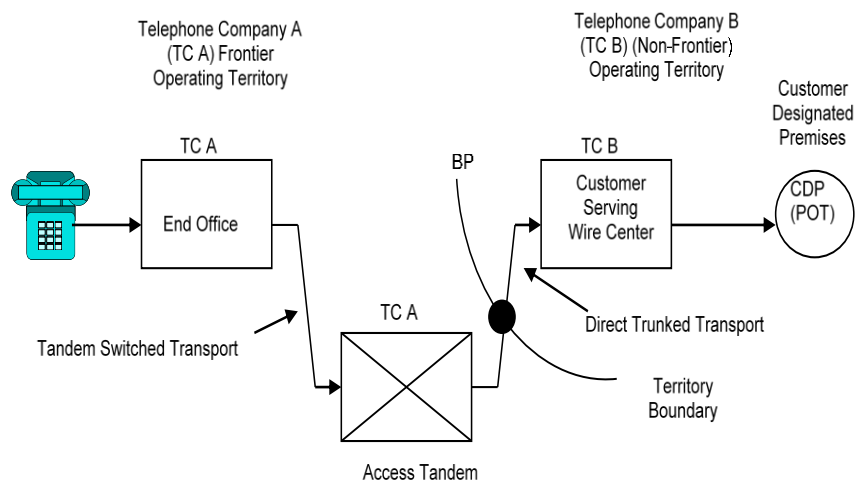 Telephone Company A
(TC A) Frontier
Operating Territory
Telephone Company B
(TC B) (Non-Frontier)
Operating Territory
Customer
Designated
Premises
TC A
End Office
BP
TC B
Customer
Serving
Wire Center
CDP
(POT)
Tandem Switched Transport
TC A
Direct Trunked Transport
Territory
Boundary
Access Tandem